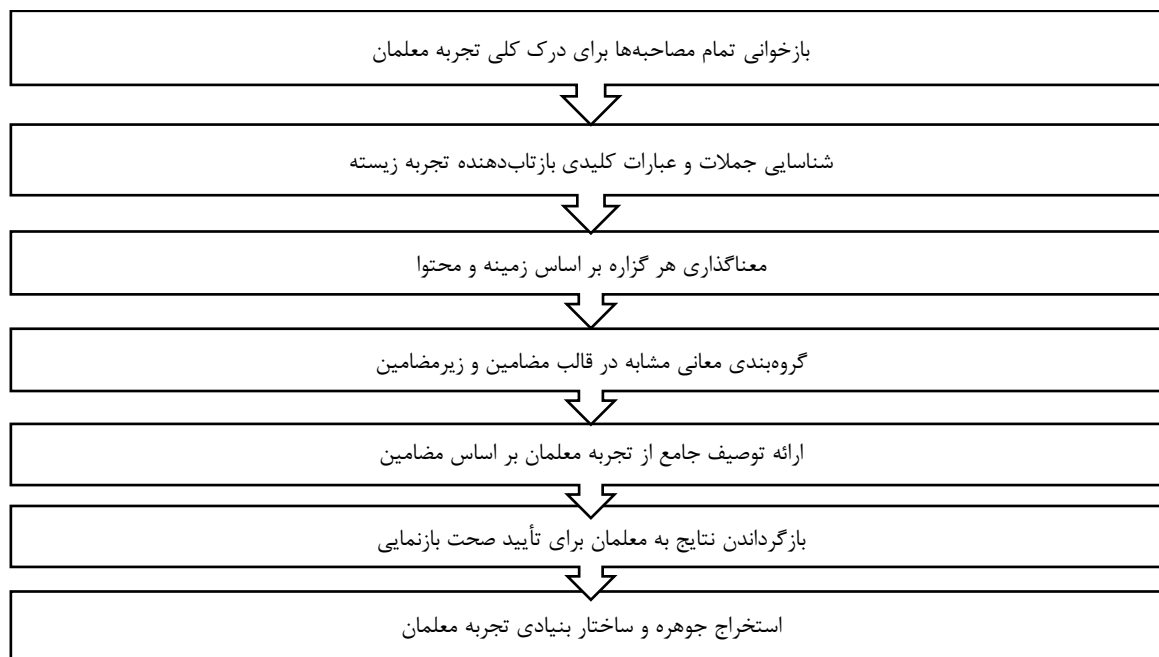 بازخوانی تمام مصاحبه‌ها برای درک کلی تجربه معلمان
شناسایی جملات و عبارات کلیدی بازتاب‌دهنده تجربه زیسته
معناگذاری هر گزاره بر اساس زمینه و محتوا
گروه‌بندی معانی مشابه در قالب مضامین و زیرمضامین
ارائه توصیف جامع از تجربه معلمان بر اساس مضامین
بازگرداندن نتایج به معلمان برای تأیید صحت بازنمایی
استخراج جوهره و ساختار بنیادی تجربه معلمان